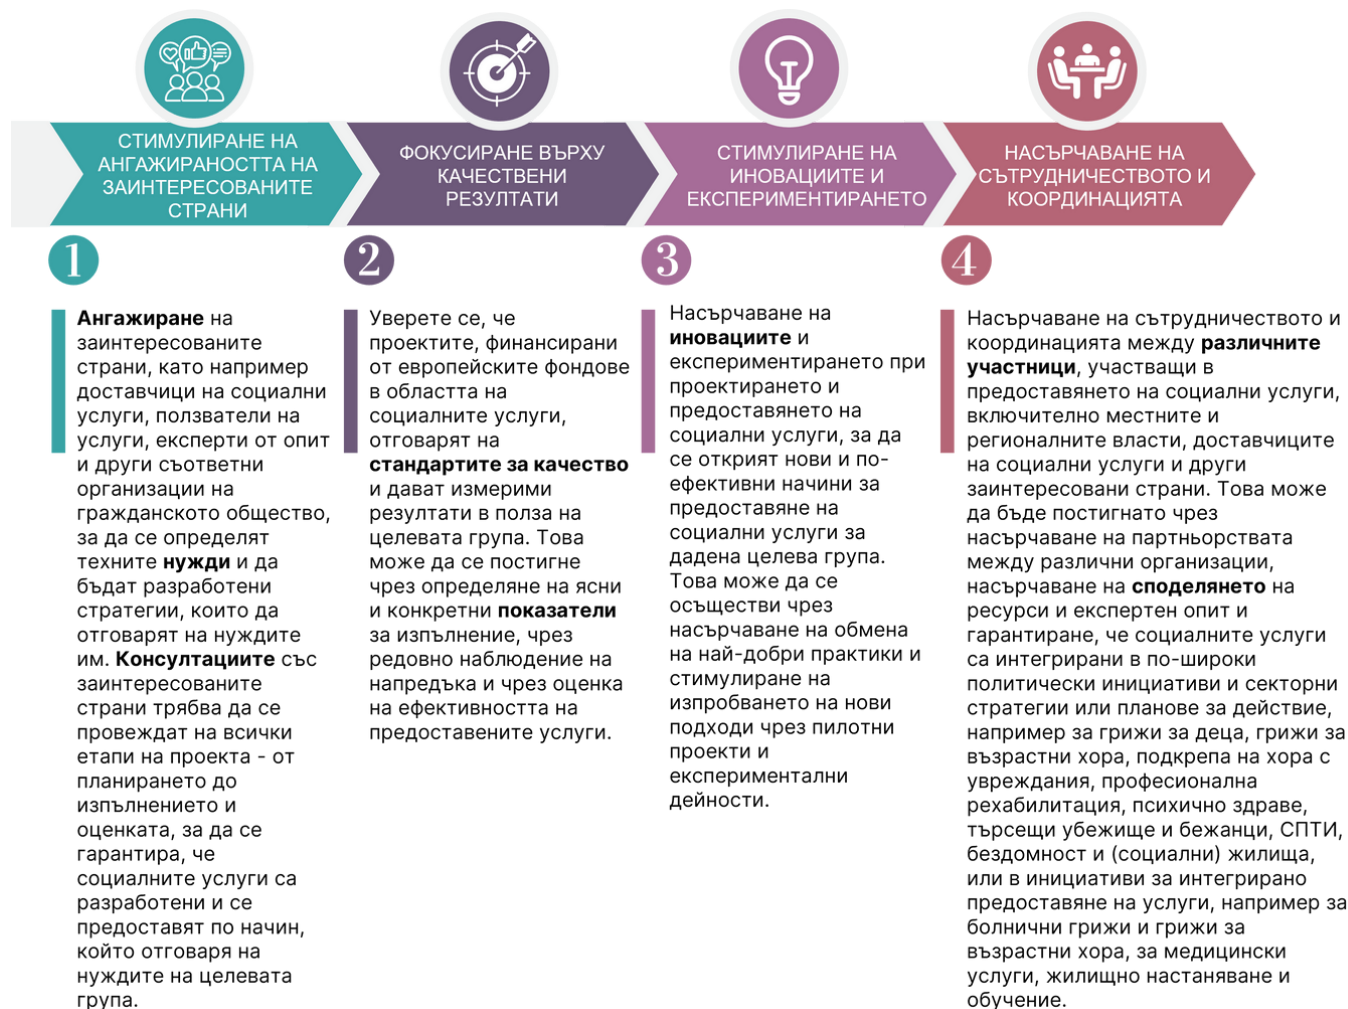 СТИМУЛИРАНЕ НА
АНГАЖИРАНОСТТА НА
ЗАИНТЕРЕСОВАНИТЕ
СТРАНИ
ФОКУСИРАНЕ ВЪРХУ
КАЧЕСТВЕНИ
РЕЗУЛТАТИ
СТИМУЛИРАНЕ НА
ИНОВАЦИИТЕ И
ЕКСПЕРИМЕНТИРАНЕТО
НАСЪРЧАВАНЕ НА
СЪТРУДНИЧЕСТВОТО И
КООРДИНАЦИЯТА
1
Ангажиране на
заинтересованите
страни, като например
доставчици на социални
услуги, ползватели на
услуги, експерти от опит
и други съответни
организации на
гражданското общество,
за да се определят
техните нужди и да
бъдат разработени
стратегии, които да
отговарят на нуждите
им. Консултациите със
заинтересованите
страни трябва да се
провеждат на всички
етапи на проекта - от
планирането до
изпълнението и
оценката, за да се
гарантира, че
социалните услуги са
разработени и се
предоставят по начин,
който отговаря на
нуждите на целевата
група.
2
Уверете се, че
проектите, финансирани
от европейските фондове
в областта на
социалните услуги,
отговарят на
стандартите за качество
и дават измерими
резултати в полза на
целевата група. Това
може да се постигне
чрез определяне на ясни
и конкретни показатели
за изпълнение, чрез
редовно наблюдение на
напредъка и чрез оценка
на ефективността на
предоставените услуги.
3
Насърчаване на
иновациите и
експериментирането при
проектирането и
предоставянето на
социални услуги, за да
се открият нови и по-
ефективни начини за
предоставяне на
социални услуги за
дадена целева група.
Това може да се
осъществи чрез
насърчаване на обмена
на най-добри практики и
стимулиране на
изпробването на нови
подходи чрез пилотни
проекти и
експериментални
дейности.
4
Насърчаване на сътрудничеството и
координацията между различните
участници, участващи в
предоставянето на социални услуги,
включително местните и
регионалните власти, доставчиците
на социални услуги и други
заинтересовани страни. Това може
да бъде постигнато чрез
насърчаване на партньорствата
между различни организации,
насърчаване на споделянето на
ресурси и експертен опит и
гарантиране, че социалните услуги
са интегрирани в по-широки
политически инициативи и секторни
стратегии или планове за действие,
например за грижи за деца, грижи за
възрастни хора, подкрепа на хора с
увреждания, професионална
рехабилитация, психично здраве,
търсещи убежище и бежанци, СПТИ,
бездомност и (социални) жилища,
или в инициативи за интегрирано
предоставяне на услуги, например за
болнични грижи и грижи за
възрастни хора, за медицински
услуги, жилищно настаняване и
обучение.